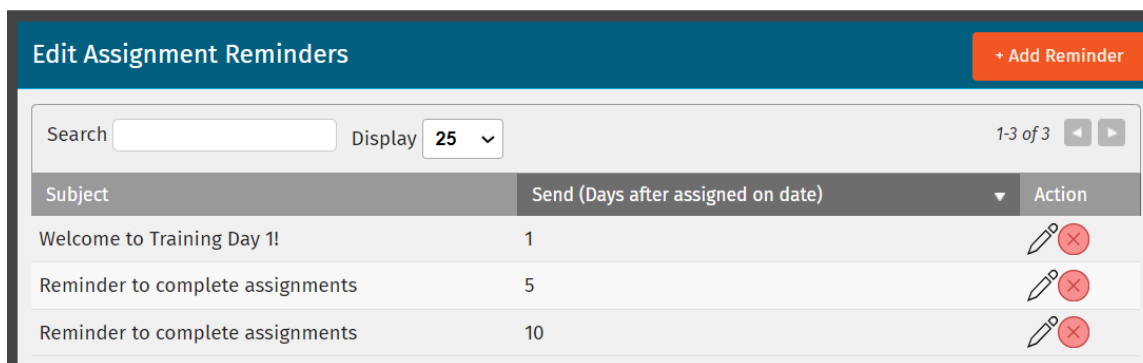 Edit Assignment Reminders
+ Add Reminder
Search Display 25 1-3 of 3
Subject Send (Days after assigned on date) Action
Welcome to Training Day 1! 1
Reminder to complete assignments 5
Reminder to complete assignments 10